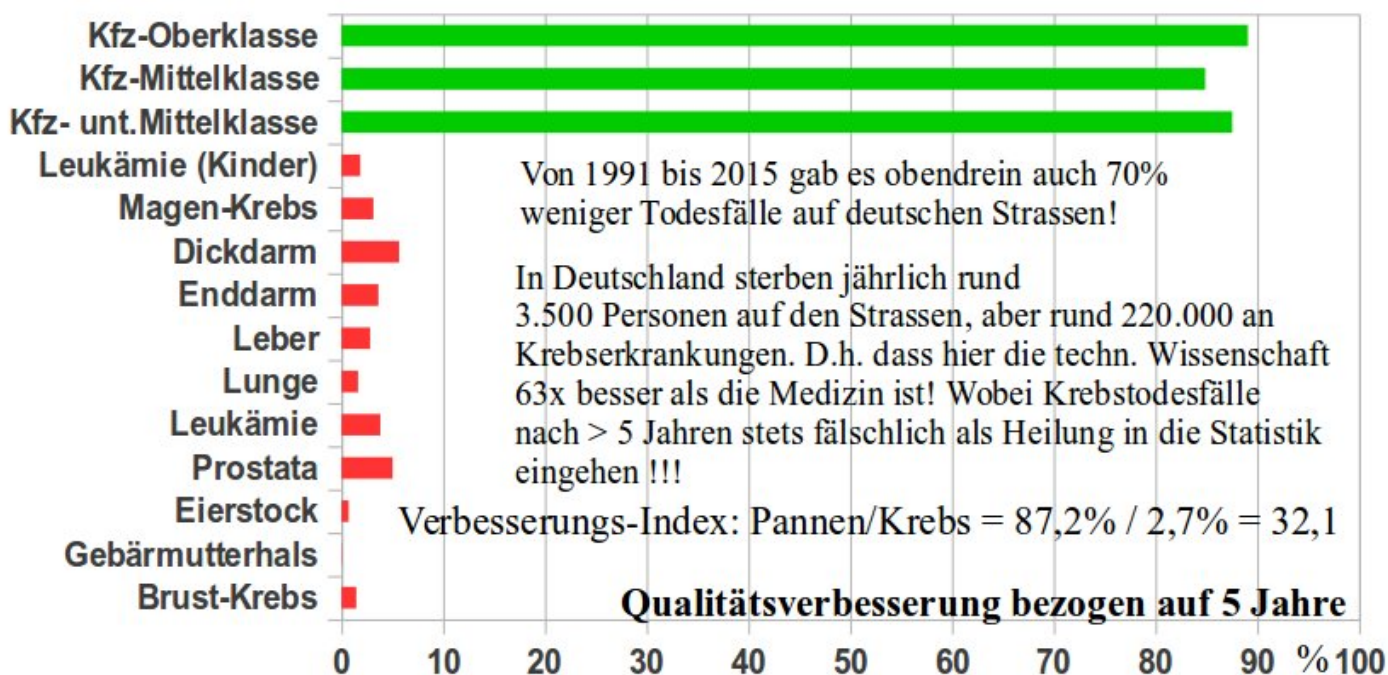 Kfz-Oberklasse
Kfz-Mittelklasse
Kfz- unt.Mittelklasse
Leukämie (Kinder)
Magen-Krebs
Dickdarm
Enddarm
Leber
Lunge
Leukämie
Prostata
Eierstock
Gebärmutterhals
Brust-Krebs
Von 1991 bis 2015 gab es obendrein auch 70%
weniger Todesfälle auf deutschen Strassen!
In Deutschland sterben jährlich rund
3.500 Personen auf den Strassen, aber rund 220.000 an
Krebserkrankungen. D.h. dass hier die techn. Wissenschaft
63x besser als die Medizin ist! Wobei Krebstodesfälle
nach > 5 Jahren stets fälschlich als Heilung in die Statistik
eingehen !!!
Verbesserungs-Index: Pannen/Krebs = 87,2% / 2,7% = 32,1
Qualitätsverbesserung bezogen auf 5 Jahre
0 10 20 30 40 50 60 70 80 90 % 100